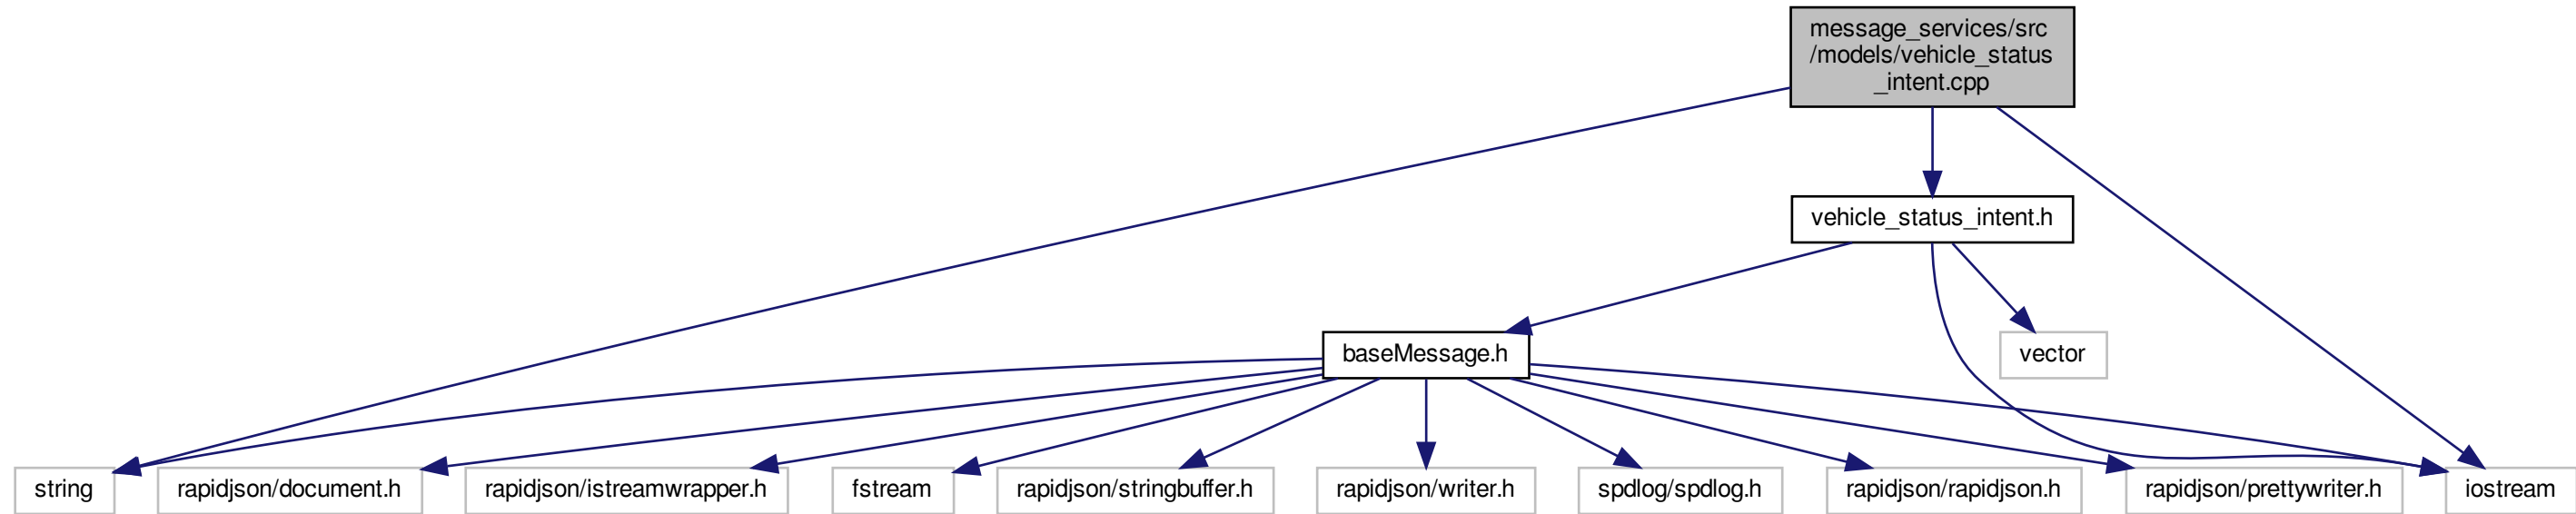 message_services/src
/models/vehicle_status
_intent.cpp
vehicle_status_intent.h
baseMessage.h
vector
string
rapidjson/document.h
rapidjson/istreamwrapper.h
fstream
rapidjson/stringbuffer.h
rapidjson/writer.h
spdlog/spdlog.h
rapidjson/rapidjson.h
rapidjson/prettywriter.h
iostream